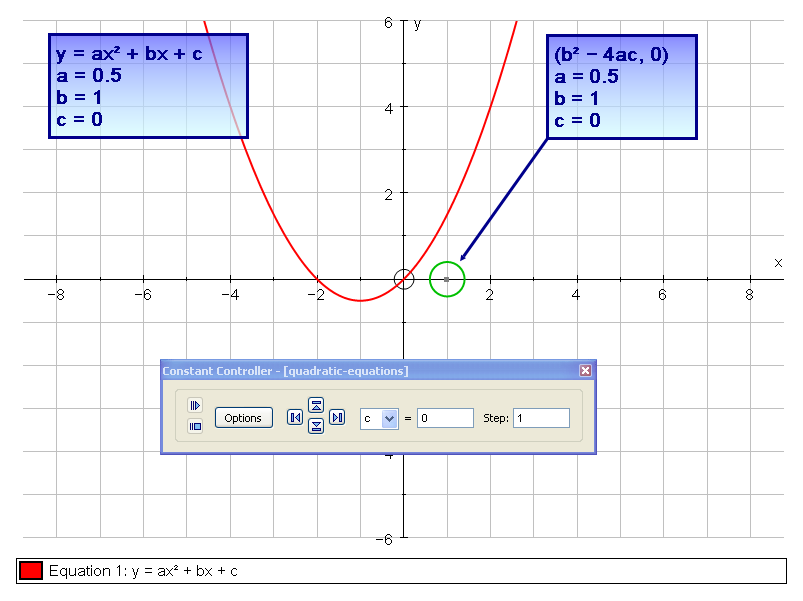 6
y
y = ax² + bx + c
a = 0.5
b = 1
c = 0
(b² − 4ac, 0)
a = 0.5
b = 1
c = 0
4
2
x
−8 −6 −4 −2 2 4 6 8
Constant Controller - [quadratic-equations]
Options
c = 0 Step: 1
−4
−6
Equation 1: y = ax² + bx + c